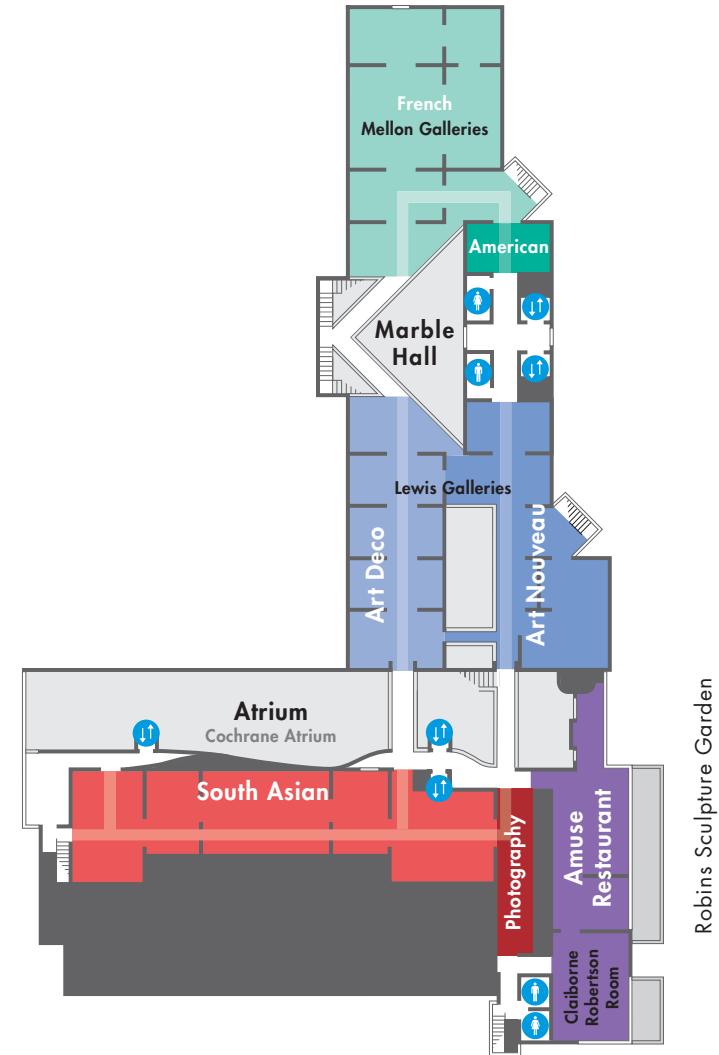 French
Mellon Galleries
American
Marble
Hall
Lewis Galleries
Art Deco
Art Nouveau
Atrium
Cochrane Atrium
South Asian
Photography
Amuse
Restaurant
Claiborne
Robertson
Room
Robins Sculpture Garden